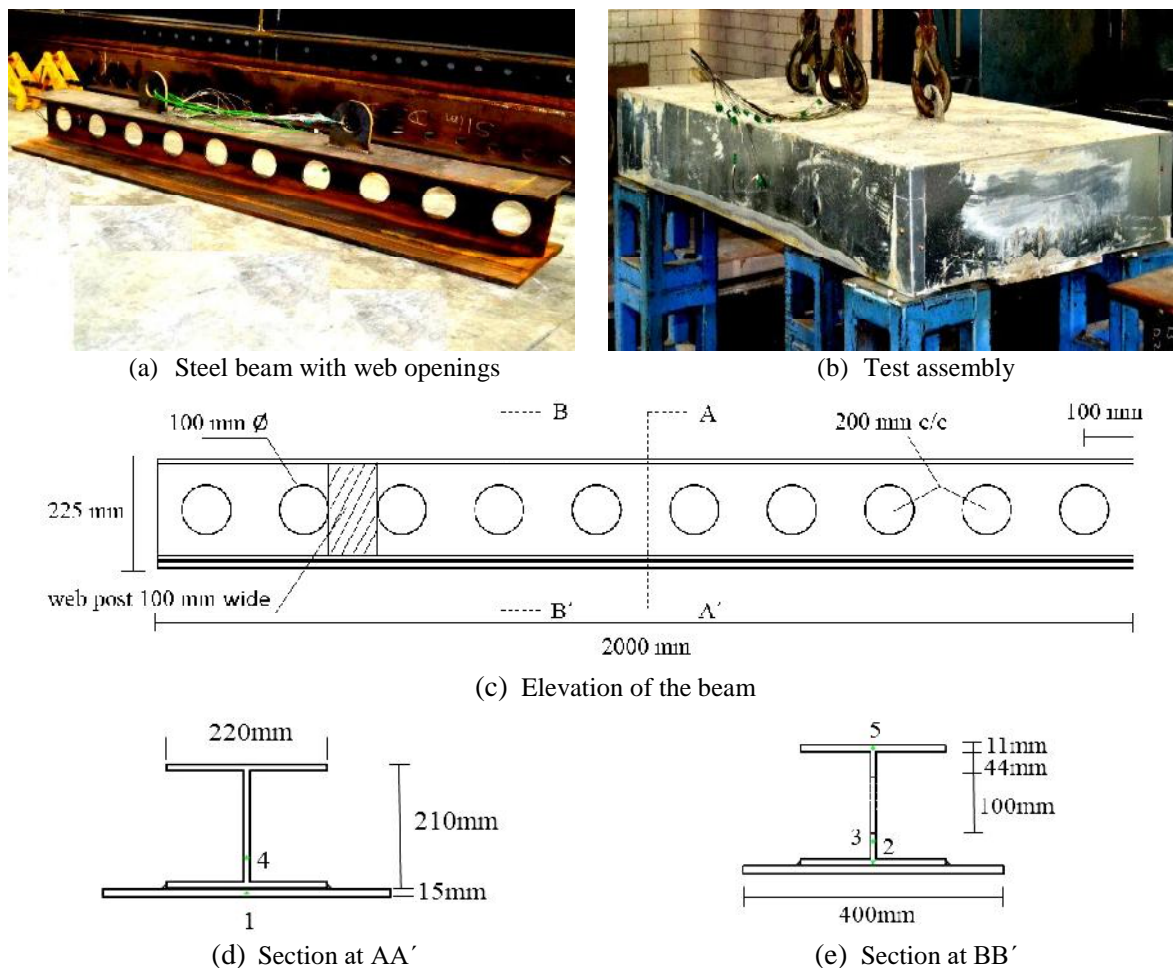 Slim D
(a) Steel beam with web openings
(b) Test assembly
100 mm Ø
B
A
200 mm c/c
100 mm
225 mm
web post 100 mm wide
B´
A´
2000 mm
(c) Elevation of the beam
220mm
4
210mm
15mm
1
5
11mm
44mm
100mm
3
2
400mm
(d) Section at AA´
(e) Section at BB´